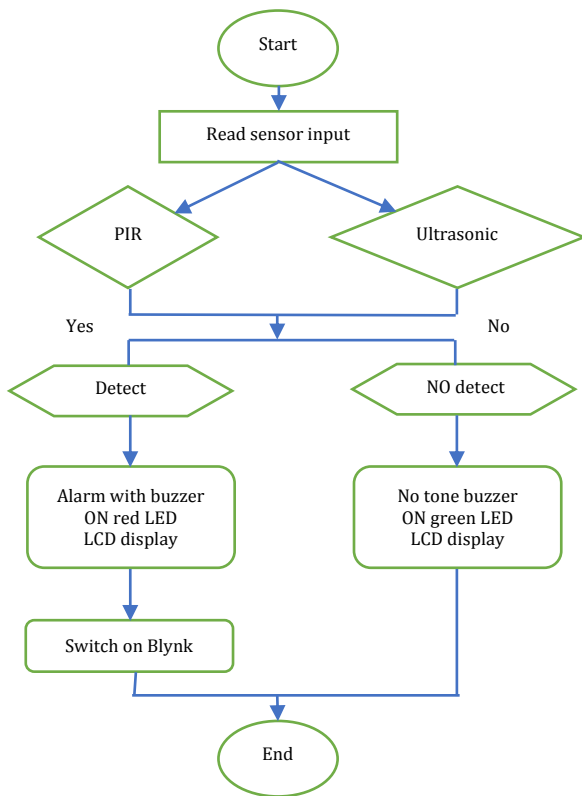 Start
Read sensor input
PIR
Ultrasonic
Yes
No
Detect
NO detect
Alarm with buzzer
ON red LED
LCD display
No tone buzzer
ON green LED
LCD display
Switch on Blynk
End